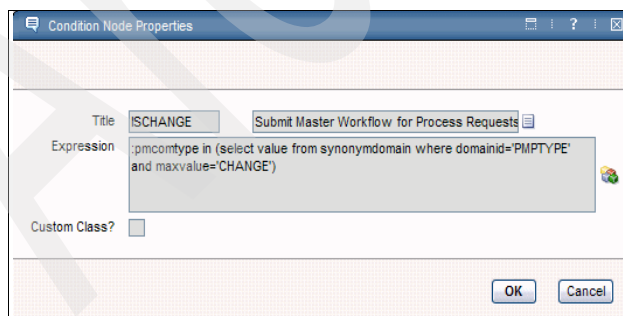 Condition Node Properties
?
Title ISCHANGE Submit Master Workflow for Process Requests
Expression :pmcomtype in (select value from synonymdomain where domainid='PMPTYPE'
and maxvalue='CHANGE')
Custom Class?
OK Cancel